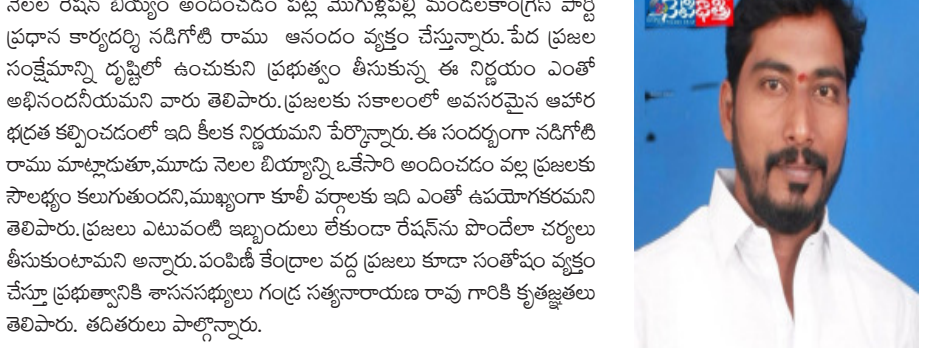 నెలల రేషన్ బియ్యం అందించడం పట్ల మొగుళ్లపల్లి మండలకాంగ్రెస్ పార్టీ
ప్రధాన కార్యదర్శి నడిగోటి రాము ఆనందం వ్యక్తం చేస్తున్నారు.పేద ప్రజల
సంక్షేమాన్ని దృష్టిలో ఉంచుకుని ప్రభుత్వం తీసుకున్న ఈ నిర్ణయం ఎంతో
అభినందనీయమని వారు తెలిపారు.ప్రజలకు సకాలంలో అవసరమైన ఆహార
భద్రత కల్పించడంలో ఇది కీలక నిర్ణయమని పేర్కొన్నారు.ఈ సందర్భంగా నడిగోటి
రాము మాట్లాడుతూ,మూడు నెలల బియ్యాన్ని ఒకేసారి అందించడం వల్ల ప్రజలకు
సౌలభ్యం కలుగుతుందని,ముఖ్యంగా కూలీ వర్గాలకు ఇది ఎంతో ఉపయోగకరమని
తెలిపారు.ప్రజలు ఎటువంటి ఇబ్బందులు లేకుండా రేషన్‌ను పొందేలా చర్యలు
తీసుకుంటామని అన్నారు.పంపిణీ కేంద్రాల వద్ద ప్రజలు కూడా సంతోషం వ్యక్తం
చేస్తూ ప్రభుత్వానికి శాసనసభ్యులు గండ్ర సత్యనారాయణ రావు గారికి కృతజ్ఞతలు
తెలిపారు. తదితరులు పాల్గొన్నారు.
నేటిధాత్రి